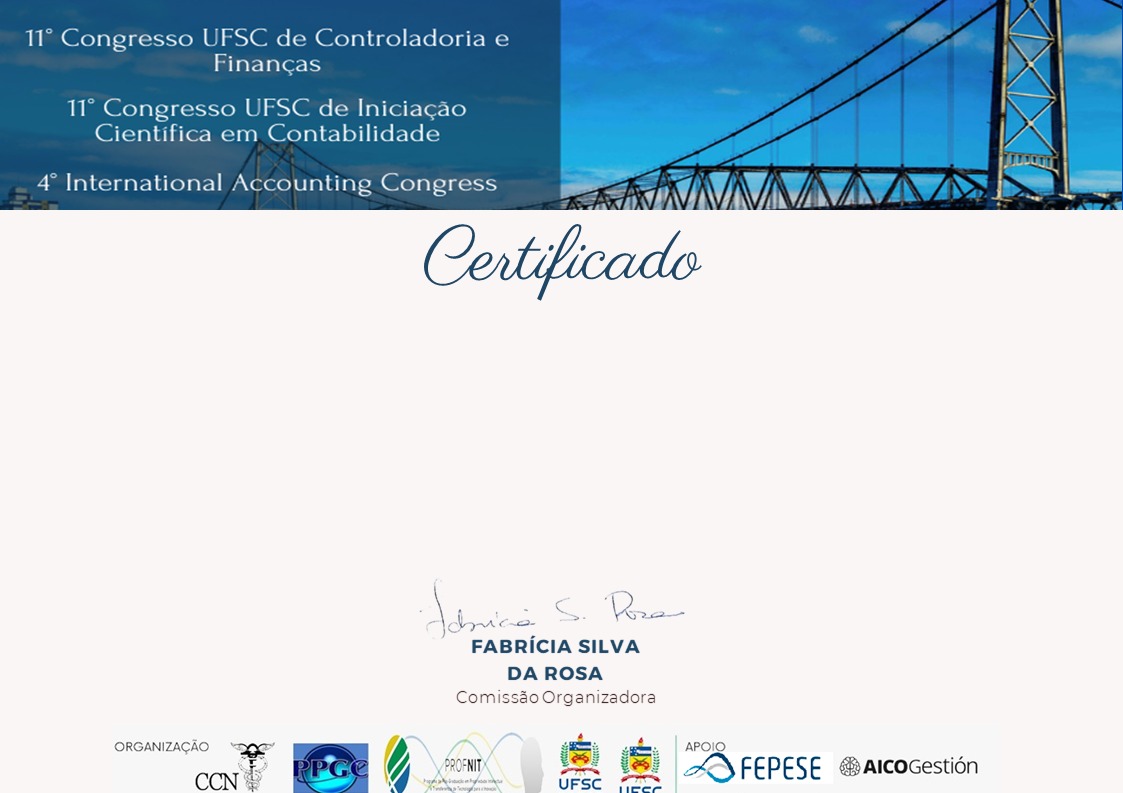 11° Congresso UFSC de Controladoria e
Finanças
11° Congresso UFSC de Iniciação
Científica em Contabilidade
4° International Accounting Congress
Certificado
Fabricia S. Rosa
FABRÍCIA SILVA
DA ROSA
Comissão Organizadora
ORGANIZAÇÃO
CCN
PPGC
PROFNIT
UFSC
UFSC
APOIO
FEPESE
AICOGestión